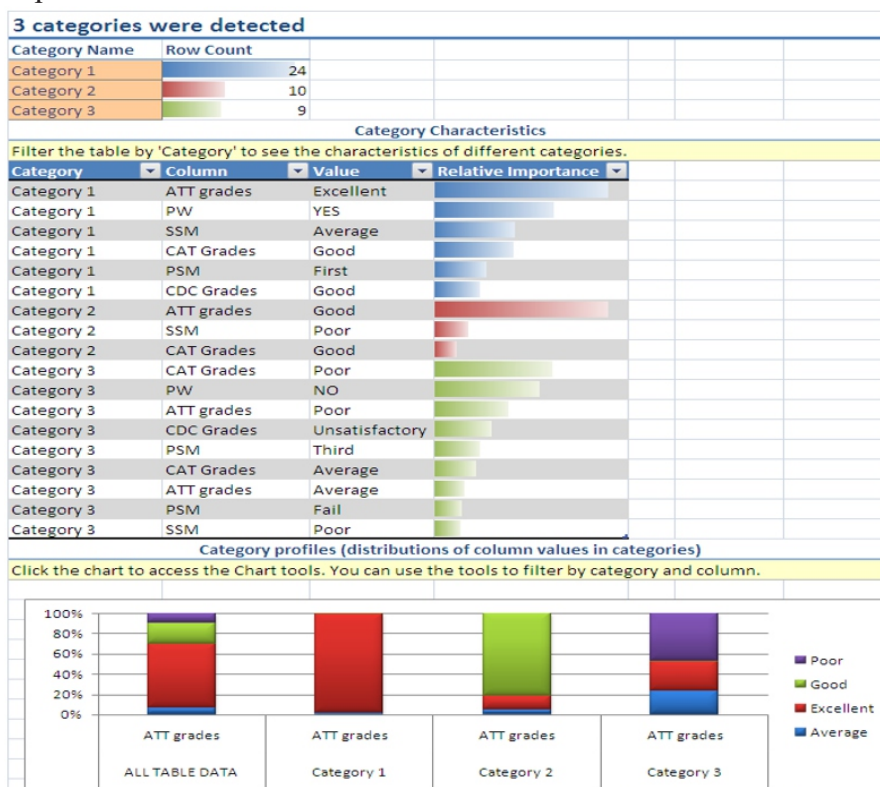 3 categories were detected
Category Name Row Count
Category 1 24
Category 2 10
Category 3 9
Category Characteristics
Filter the table by 'Category' to see the characteristics of different categories.
Category Column Value Relative Importance
Category 1 ATT grades Excellent
Category 1 PW YES
Category 1 SSM Average
Category 1 CAT Grades Good
Category 1 PSM First
Category 1 CDC Grades Good
Category 2 ATT grades Good
Category 2 SSM Poor
Category 2 CAT Grades Good
Category 3 CAT Grades Poor
Category 3 PW NO
Category 3 ATT grades Poor
Category 3 CDC Grades Unsatisfactory
Category 3 PSM Third
Category 3 CAT Grades Average
Category 3 ATT grades Average
Category 3 PSM Fail
Category 3 SSM Poor
Category profiles (distributions of column values in categories)
Click the chart to access the Chart tools. You can use the tools to filter by category and column.
100%
80%
60%
40%
20%
0%
Poor
Good
Excellent
Average
ATT grades ATT grades ATT grades ATT grades
ALL TABLE DATA Category 1 Category 2 Category 3